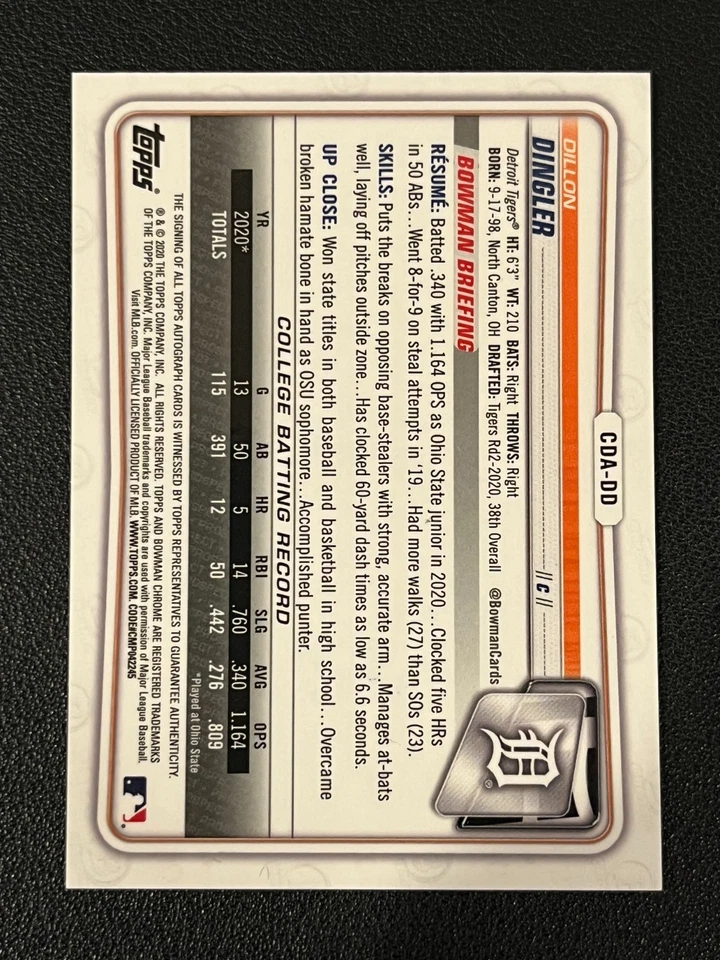 CDA-DD
DILLON
DINGLER // C //
Detroit Tigers® HT: 6'3" WT: 210 BATS: Right THROWS: Right
BORN: 9-17-98, North Canton, OH DRAFTED: Tigers Rd2-2020, 38th Overall @BowmanCards
BOWMAN BRIEFING
RÉSUMÉ: Batted .340 with 1.164 OPS as Ohio State junior in 2020... Clocked five HRs
in 50 ABs...Went 8-for-9 on steal attempts in '19...Had more walks (27) than SOs (23).
SKILLS: Puts the breaks on opposing base-stealers with strong, accurate arm...Manages at-bats
well, laying off pitches outside zone...Has clocked 60-yard dash times as low as 6.6 seconds.
UP CLOSE: Won state titles in both baseball and basketball in high school... Overcame
broken hamate bone in hand as OSU sophomore...Accomplished punter.
COLLEGE BATTING RECORD
YR G AB HR RBI SLG AVG OPS
2020* 13 50 5 14 .760 .340 1.164
TOTALS 115 391 12 50 .442 .276 .809
*Played at Ohio State
THE SIGNING OF ALL TOPPS AUTOGRAPH CARDS IS WITNESSED BY TOPPS REPRESENTATIVES TO GUARANTEE AUTHENTICITY.
® & © 2020 THE TOPPS COMPANY, INC. ALL RIGHTS RESERVED. TOPPS AND BOWMAN CHROME ARE REGISTERED TRADEMARKS
OF THE TOPPS COMPANY, INC. Major League Baseball trademarks and copyrights are used with permission of Major League Baseball.
Visit MLB.com. OFFICIALLY LICENSED PRODUCT OF MLB. WWW.TOPPS.COM. CODE#CMP042245
topps®